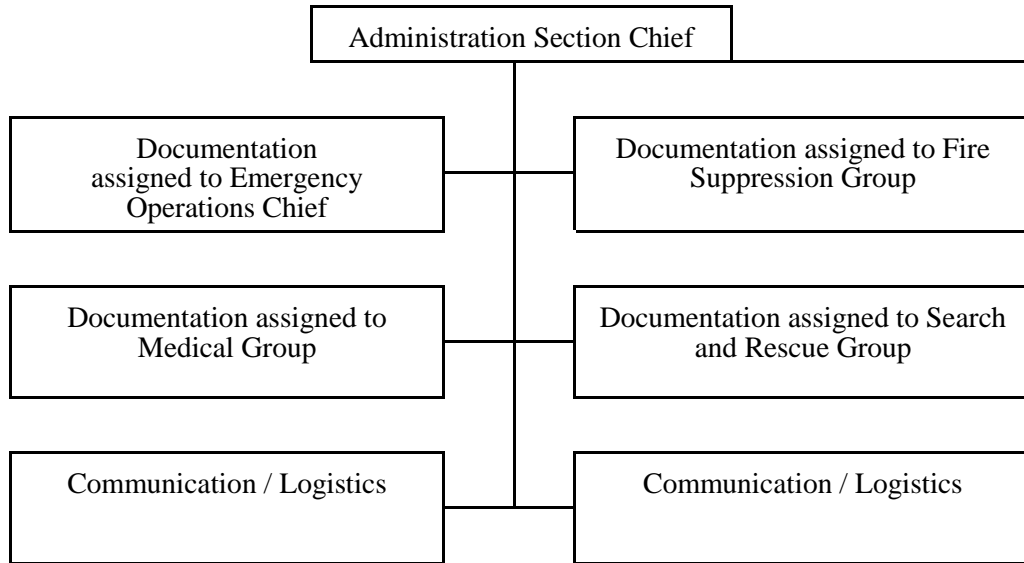 Administration Section Chief
Documentation
assigned to Emergency
Operations Chief
Documentation assigned to Fire
Suppression Group
Documentation assigned to
Medical Group
Documentation assigned to Search
and Rescue Group
Communication / Logistics
Communication / Logistics